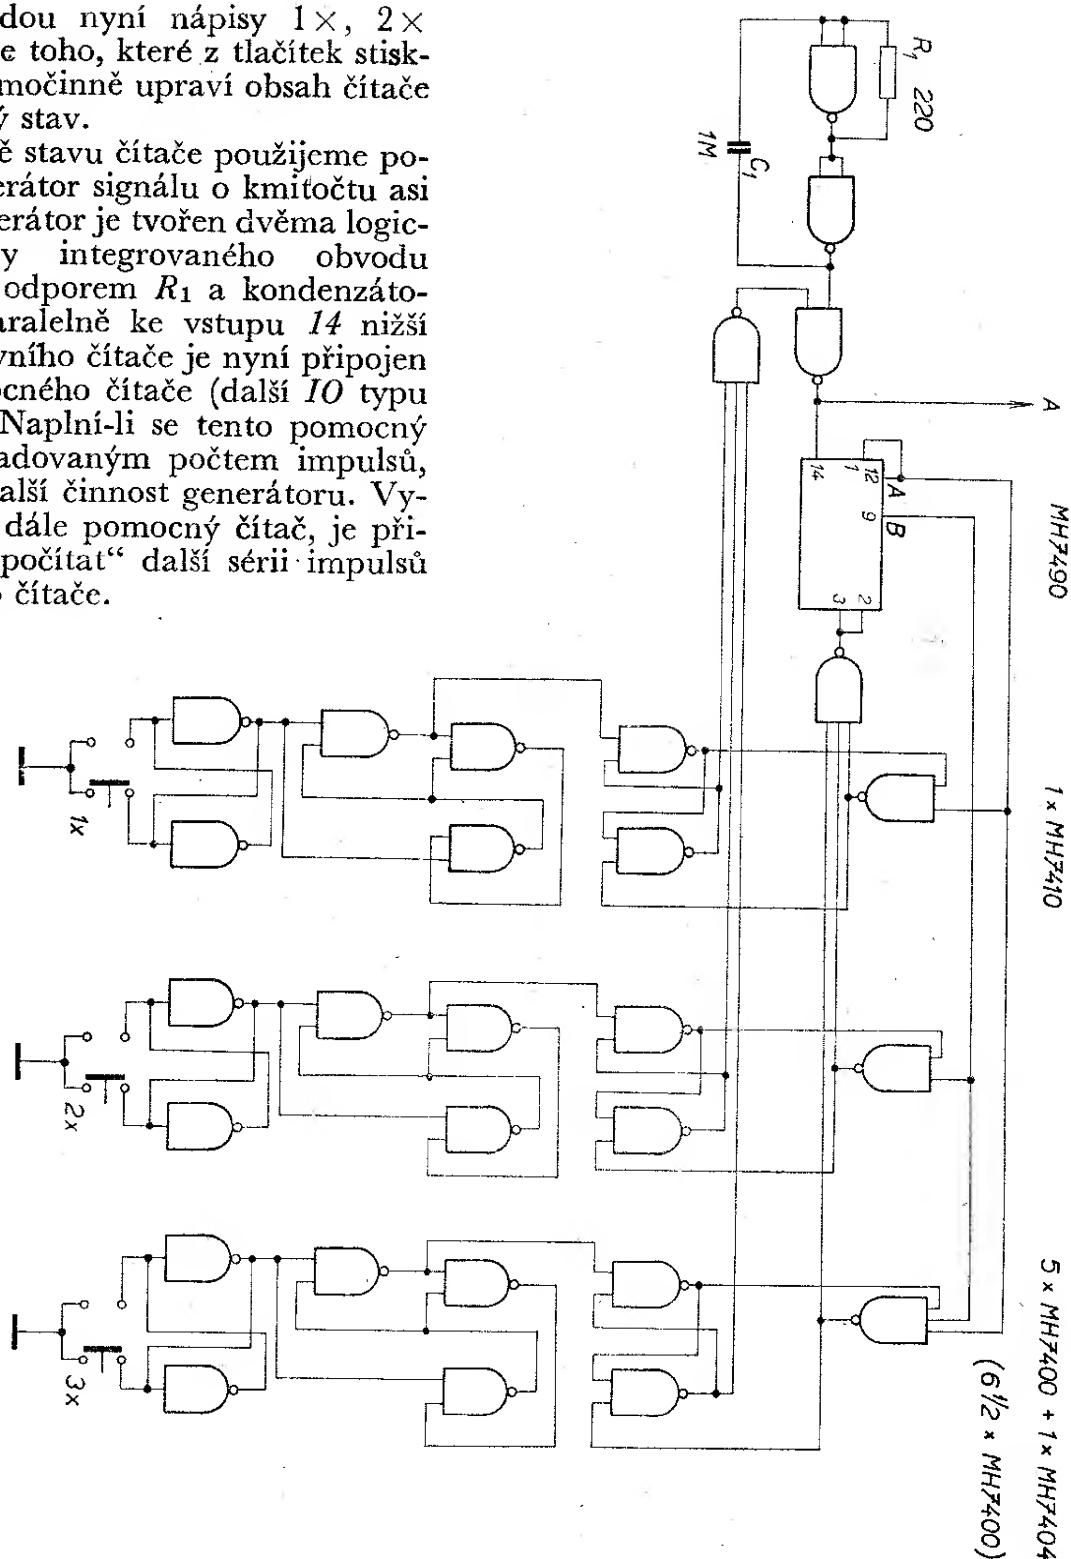 dou nyní nápisy 1×, 2×
e toho, které z tlačítek stisk-
močinně upraví obsah čítače
ý stav.
ě stavu čítače použijeme po-
erátor signálu o kmitočtu asi
erátor je tvořen dvěma logic-
y integrovaného obvodu
odporem R1 a kondenzáto-
aralelně ke vstupu 14 nižší
vního čítače je nyní připojen
ocného čítače (další IO typu
Naplní-li se tento pomocný
adovaným počtem impulsů,
alší činnost generátoru. Vy-
dále pomocný čítač, je při-
počítat“ další sérii impulsů
čítače.
R1 220
C1
1M
A
MH7490
14
1
12
A
9
B
3
2
1 x MH7410
1x
2x
3x
5 x MH7400 + 1 x MH7404
(6 1/2 x MH7400)